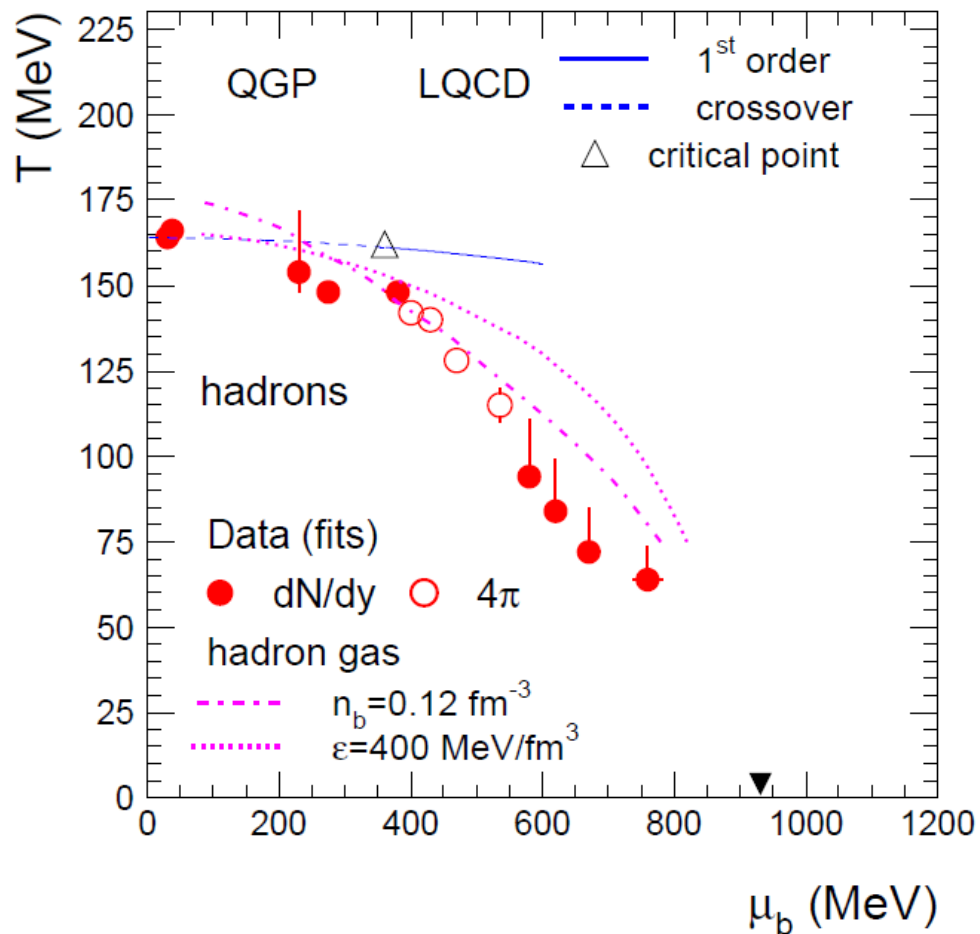 T (MeV)
225
200
175
150
125
100
75
50
25
0
QGP
LQCD
1st order
crossover
critical point
hadrons
Data (fits)
dN/dy
4π
hadron gas
n_b=0.12 fm^-3
ε=400 MeV/fm^3
0 200 400 600 800 1000 1200
μ_b (MeV)